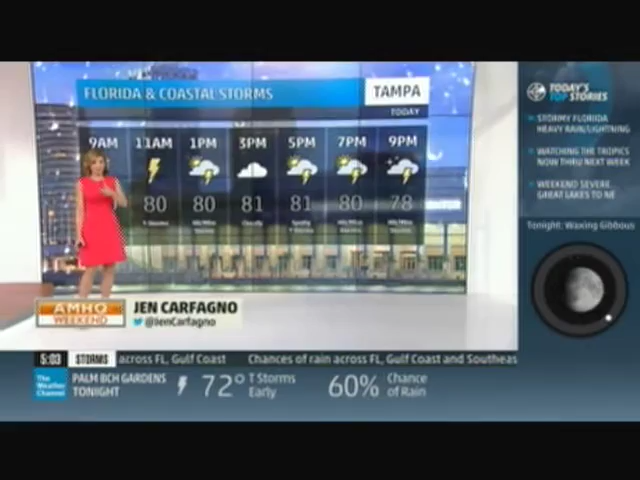 FLORIDA & COASTAL STORMS
TAMPA
TODAY
9AM 11AM 1PM 3PM 5PM 7PM 9PM
80 80 81 81 80 78
TODAY'S
TOP STORIES
STORMY FLORIDA
HEAVY RAIN/LIGHTNING
WATCHING THE TROPICS
NOW THRU NEXT WEEK
WEEKEND SEVERE,
GREAT LAKES TO NE
Tonight: Waxing Gibbous
AMHQ
WEEKEND
JEN CARFAGNO
@JenCarfagno
5:03 STORMS across FL, Gulf Coast Chances of rain across FL, Gulf Coast and Southeas
The
Weather
Channel
PALM BCH GARDENS
TONIGHT
72° T Storms
Early
60% Chance
of Rain